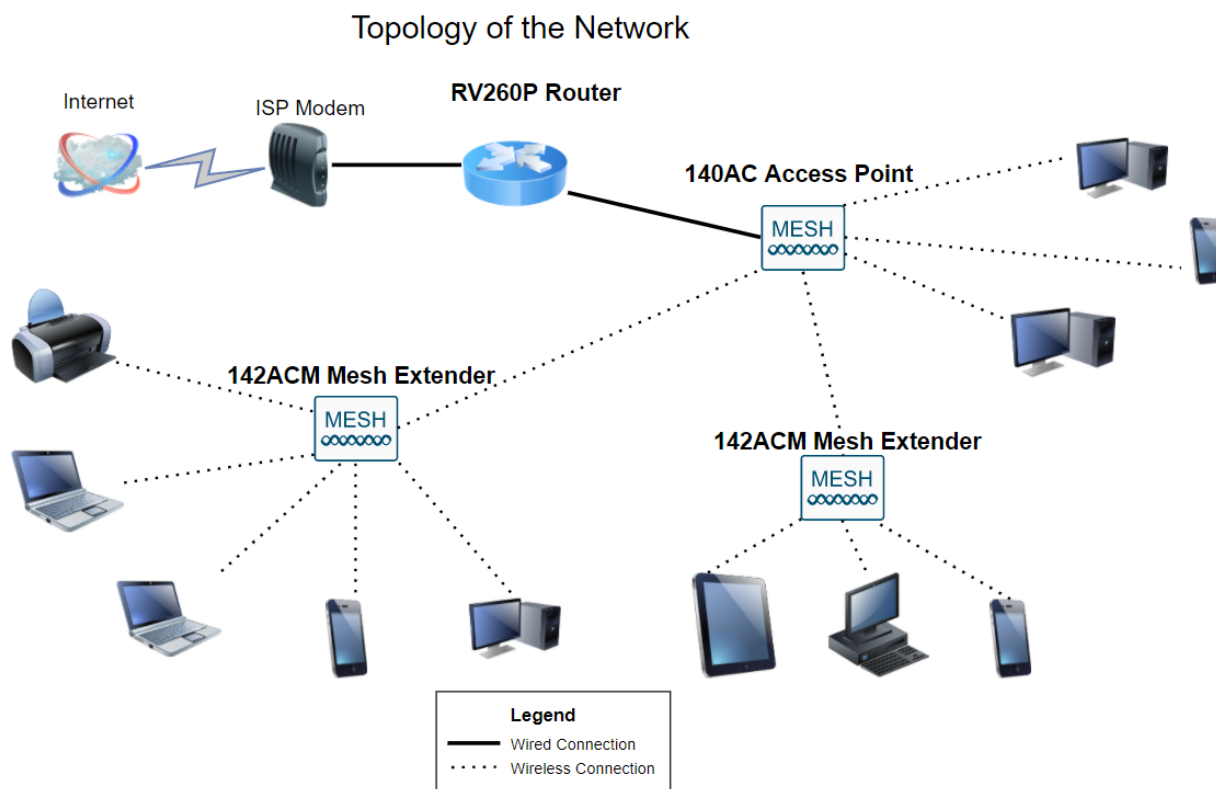 Topology of the Network
Internet
ISP Modem
RV260P Router
140AC Access Point
MESH
142ACM Mesh Extender
MESH
142ACM Mesh Extender
MESH
Legend
Wired Connection
Wireless Connection